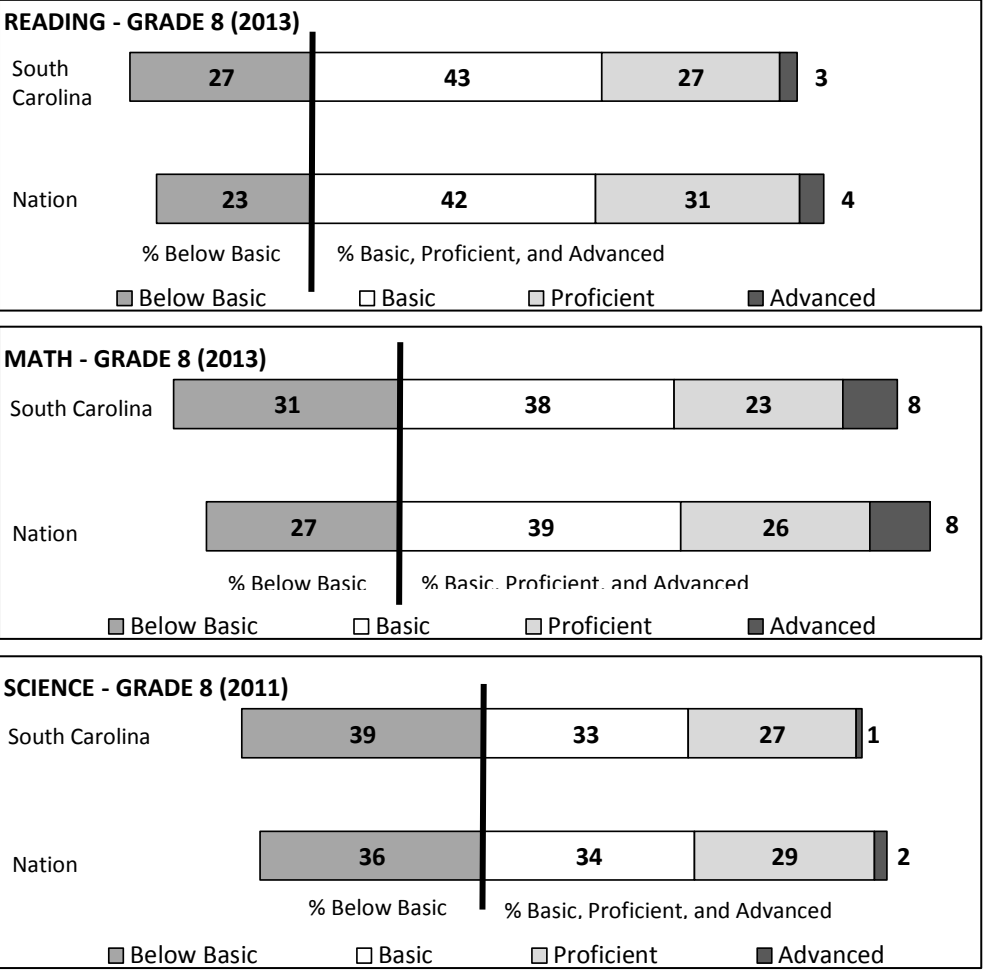 READING - GRADE 8 (2013)
South
Carolina
27 43 27 3
Nation 23 42 31 4
% Below Basic % Basic, Proficient, and Advanced
Below Basic Basic Proficient Advanced
MATH - GRADE 8 (2013)
South Carolina 31 38 23 8
Nation 27 39 26 8
% Below Basic % Basic, Proficient, and Advanced
Below Basic Basic Proficient Advanced
SCIENCE - GRADE 8 (2011)
South Carolina 39 33 27 1
Nation 36 34 29 2
% Below Basic % Basic, Proficient, and Advanced
Below Basic Basic Proficient Advanced